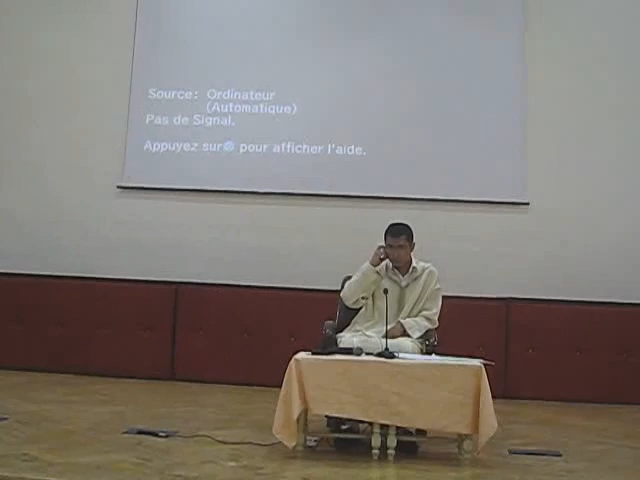 Source: Ordinateur
(Automatique)
Pas de Signal.
Appuyez sur pour afficher l'aide.